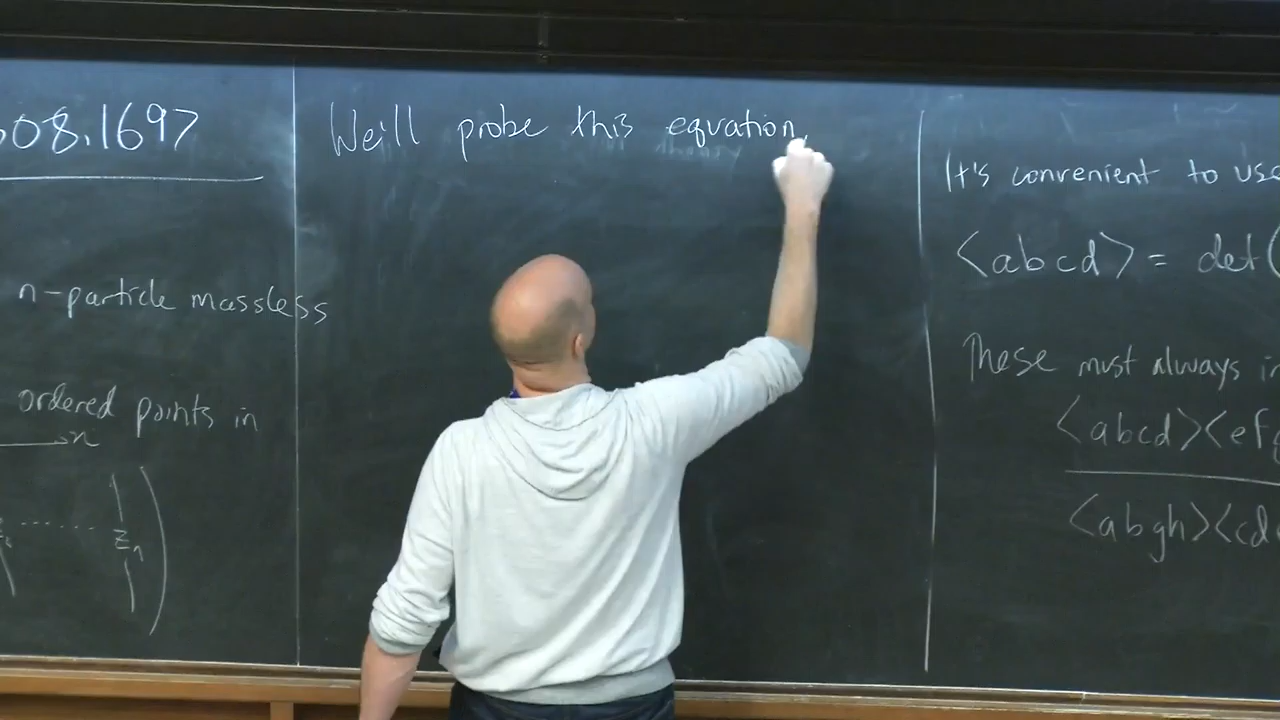 08.1697
n-particle massless
ordered points in
n
...... z_n
We'll probe this equation,
It's convenient to use
<abcd> = det(
These must always
<abcd><ef
<abgh><cd